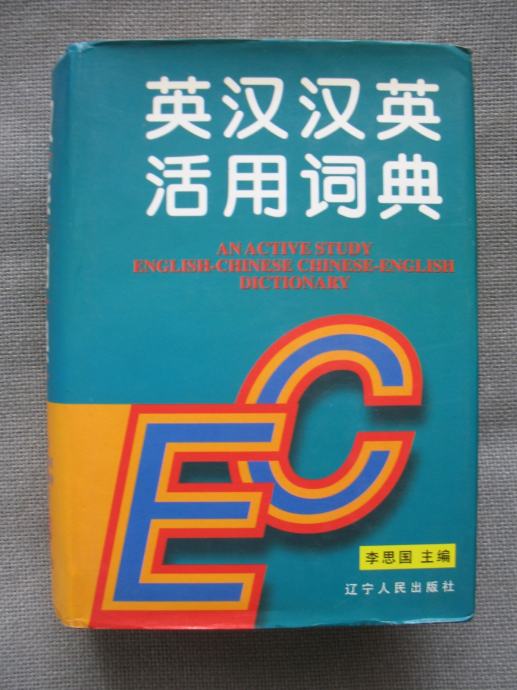 英汉汉英
活用词典
AN ACTIVE STUDY
ENGLISH-CHINESE CHINESE-ENGLISH
DICTIONARY
EC
李思国 主编
辽宁人民出版社